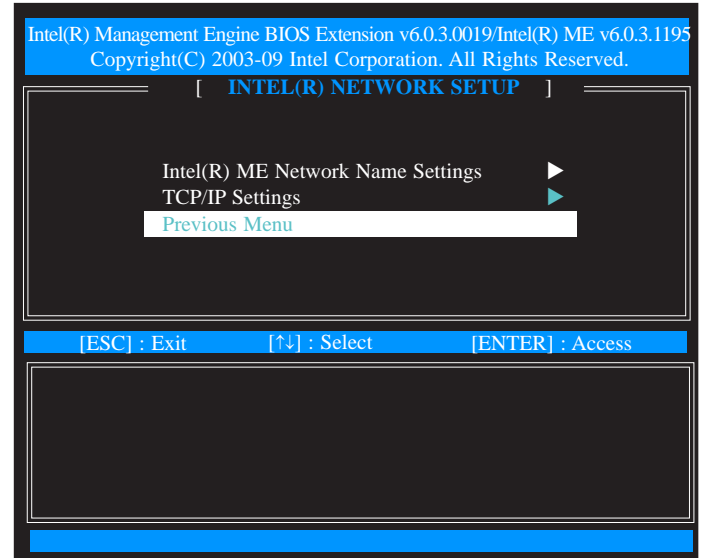 Intel(R) Management Engine BIOS Extension v6.0.3.0019/Intel(R) ME v6.0.3.1195
Copyright(C) 2003-09 Intel Corporation. All Rights Reserved.
[ INTEL(R) NETWORK SETUP ]
Intel(R) ME Network Name Settings ▶
TCP/IP Settings ▶
Previous Menu
[ESC] : Exit [↑↓] : Select [ENTER] : Access